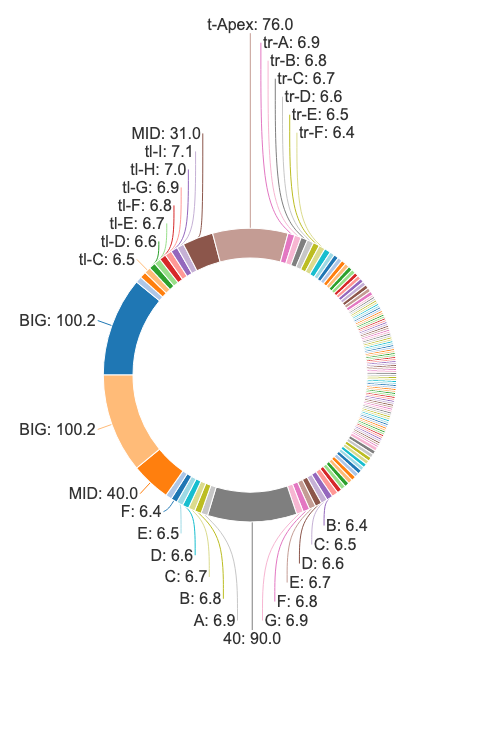 t-Apex: 76.0
tr-A: 6.9
tr-B: 6.8
tr-C: 6.7
tr-D: 6.6
tr-E: 6.5
tr-F: 6.4
MID: 31.0
tl-I: 7.1
tl-H: 7.0
tl-G: 6.9
tl-F: 6.8
tl-E: 6.7
tl-D: 6.6
tl-C: 6.5
BIG: 100.2
BIG: 100.2
MID: 40.0
F: 6.4
E: 6.5
D: 6.6
C: 6.7
B: 6.8
A: 6.9
40: 90.0
B: 6.4
C: 6.5
D: 6.6
E: 6.7
F: 6.8
G: 6.9